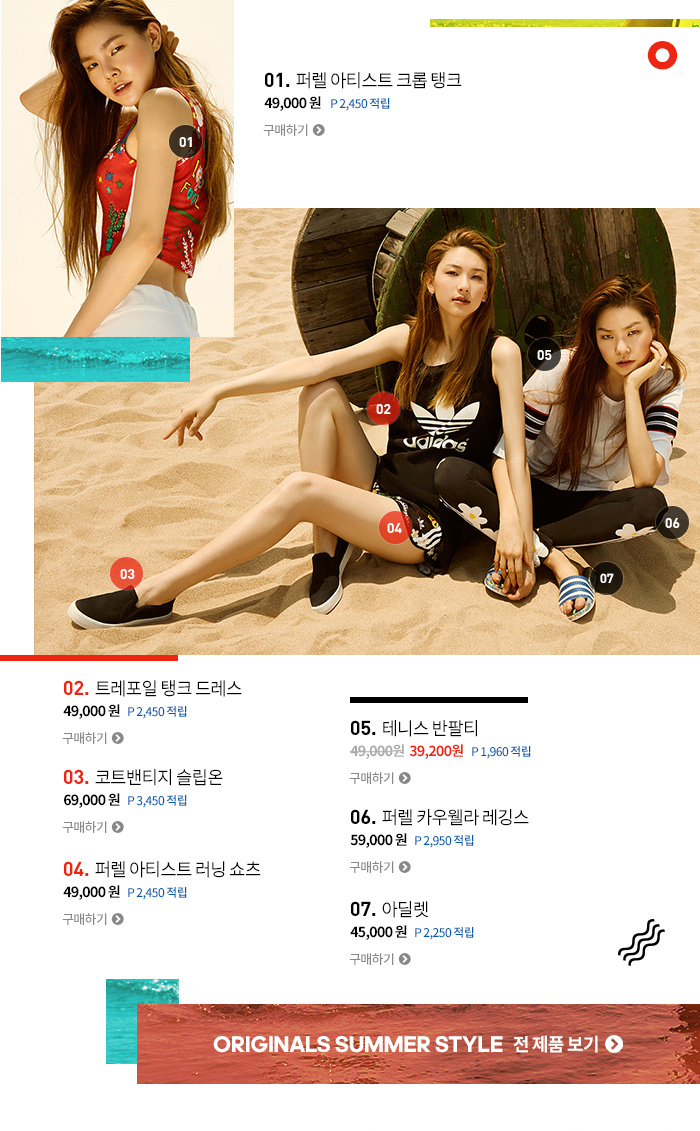 01. 퍼렐 아티스트 크롭 탱크
49,000 원 P 2,450 적립
구매하기
01
05
02
adidas
04
06
03
07
02. 트레포일 탱크 드레스
49,000 원 P 2,450 적립
구매하기
03. 코트밴티지 슬립온
69,000 원 P 3,450 적립
구매하기
04. 퍼렐 아티스트 러닝 쇼츠
49,000 원 P 2,450 적립
구매하기
05. 테니스 반팔티
49,000원 39,200원 P 1,960 적립
구매하기
06. 퍼렐 카우웰라 레깅스
59,000 원 P 2,950 적립
구매하기
07. 아딜렛
45,000 원 P 2,250 적립
구매하기
ORIGINALS SUMMER STYLE 전 제품 보기